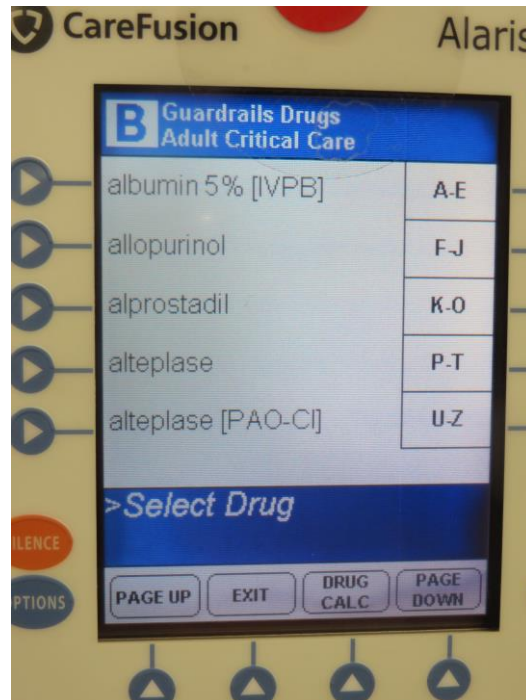 CareFusion
Alaris
B Guardrails Drugs
Adult Critical Care
albumin 5% [IVPB]
A-E
allopurinol
F-J
alprostadil
K-O
alteplase
P-T
alteplase [PAO-CI]
U-Z
>Select Drug
ILENCE
PTIONS
PAGE UP
EXIT
DRUG
CALC
PAGE
DOWN